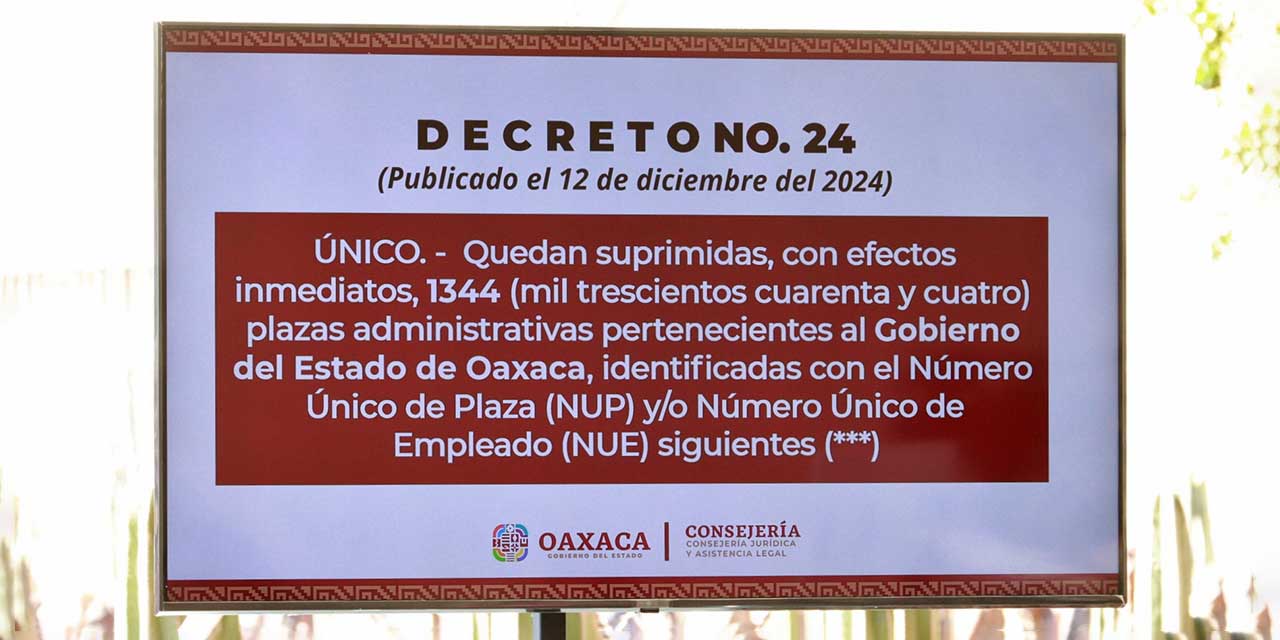 DECRETO NO. 24
(Publicado el 12 de diciembre del 2024)
ÚNICO. - Quedan suprimidas, con efectos
inmediatos, 1344 (mil trescientos cuarenta y cuatro)
plazas administrativas pertenecientes al Gobierno
del Estado de Oaxaca, identificadas con el Número
Único de Plaza (NUP) y/o Número Único de
Empleado (NUE) siguientes (***)
OAXACA
GOBIERNO DEL ESTADO
CONSEJERÍA
CONSEJERÍA JURÍDICA
Y ASISTENCIA LEGAL